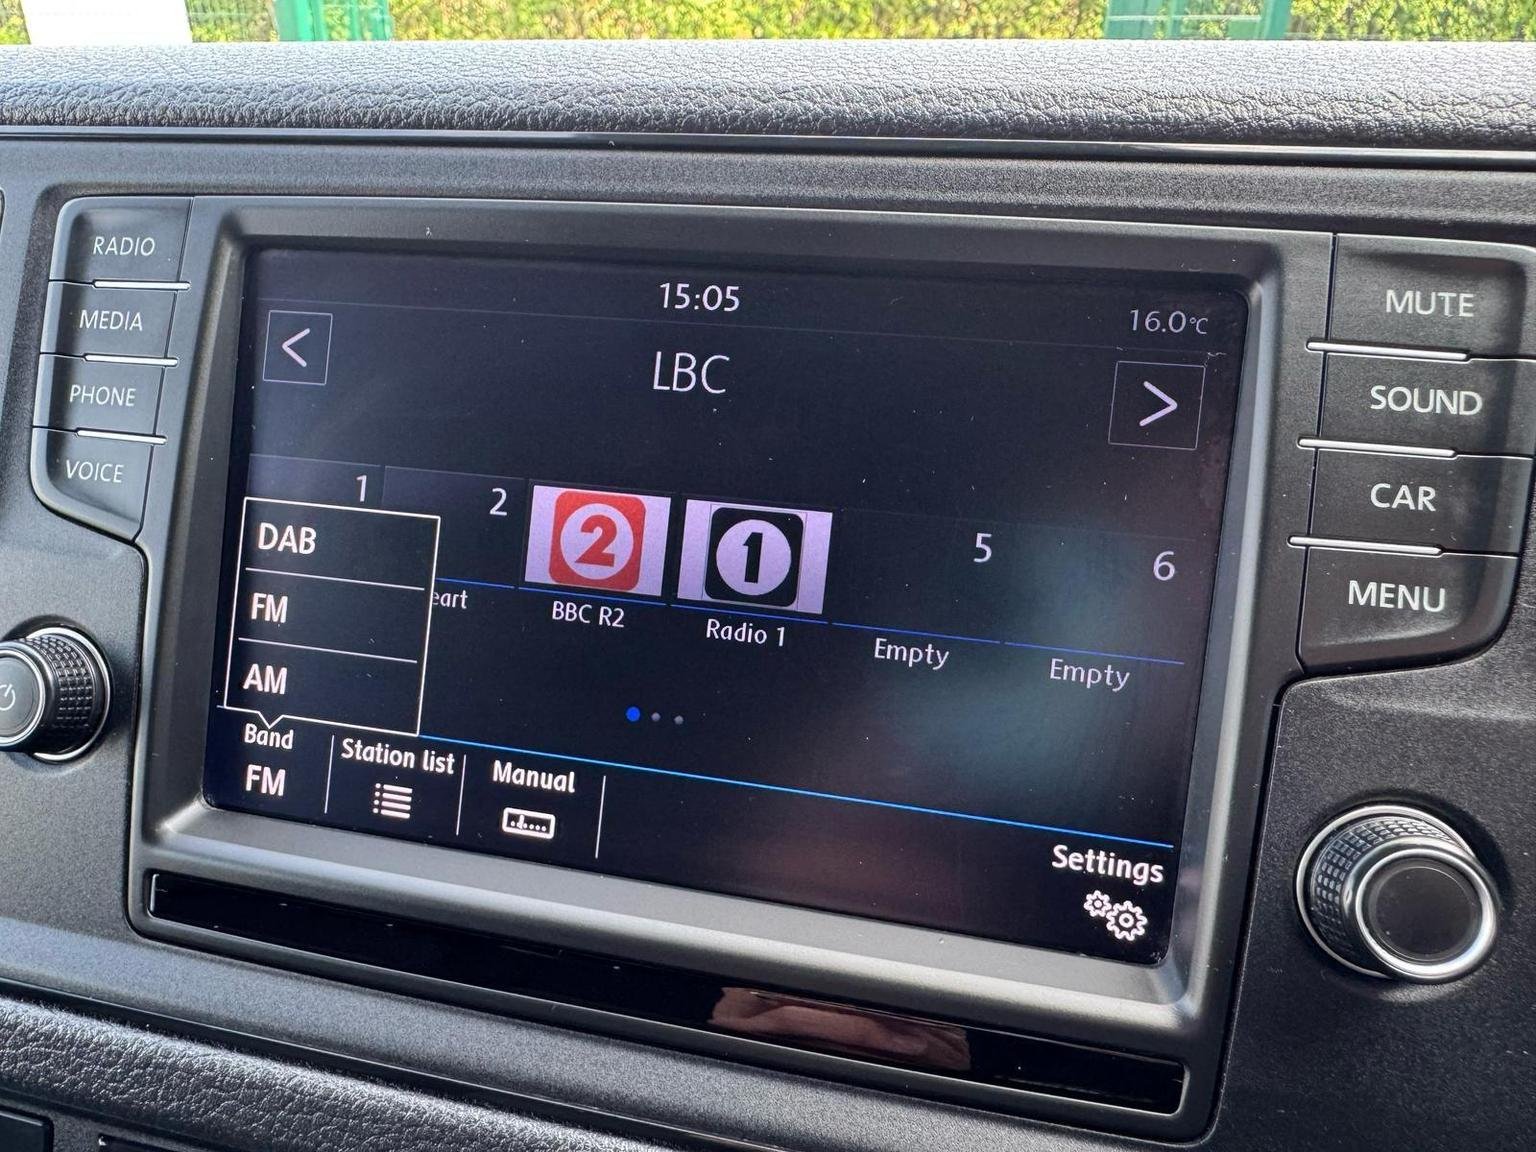 RADIO
MEDIA
PHONE
VOICE
15:05
16.0°C
<
LBC
>
1
2
2
1
5
6
eart
BBC R2
Radio 1
Empty
Empty
DAB
FM
AM
Band
FM
Station list
Manual
Settings
MUTE
SOUND
CAR
MENU